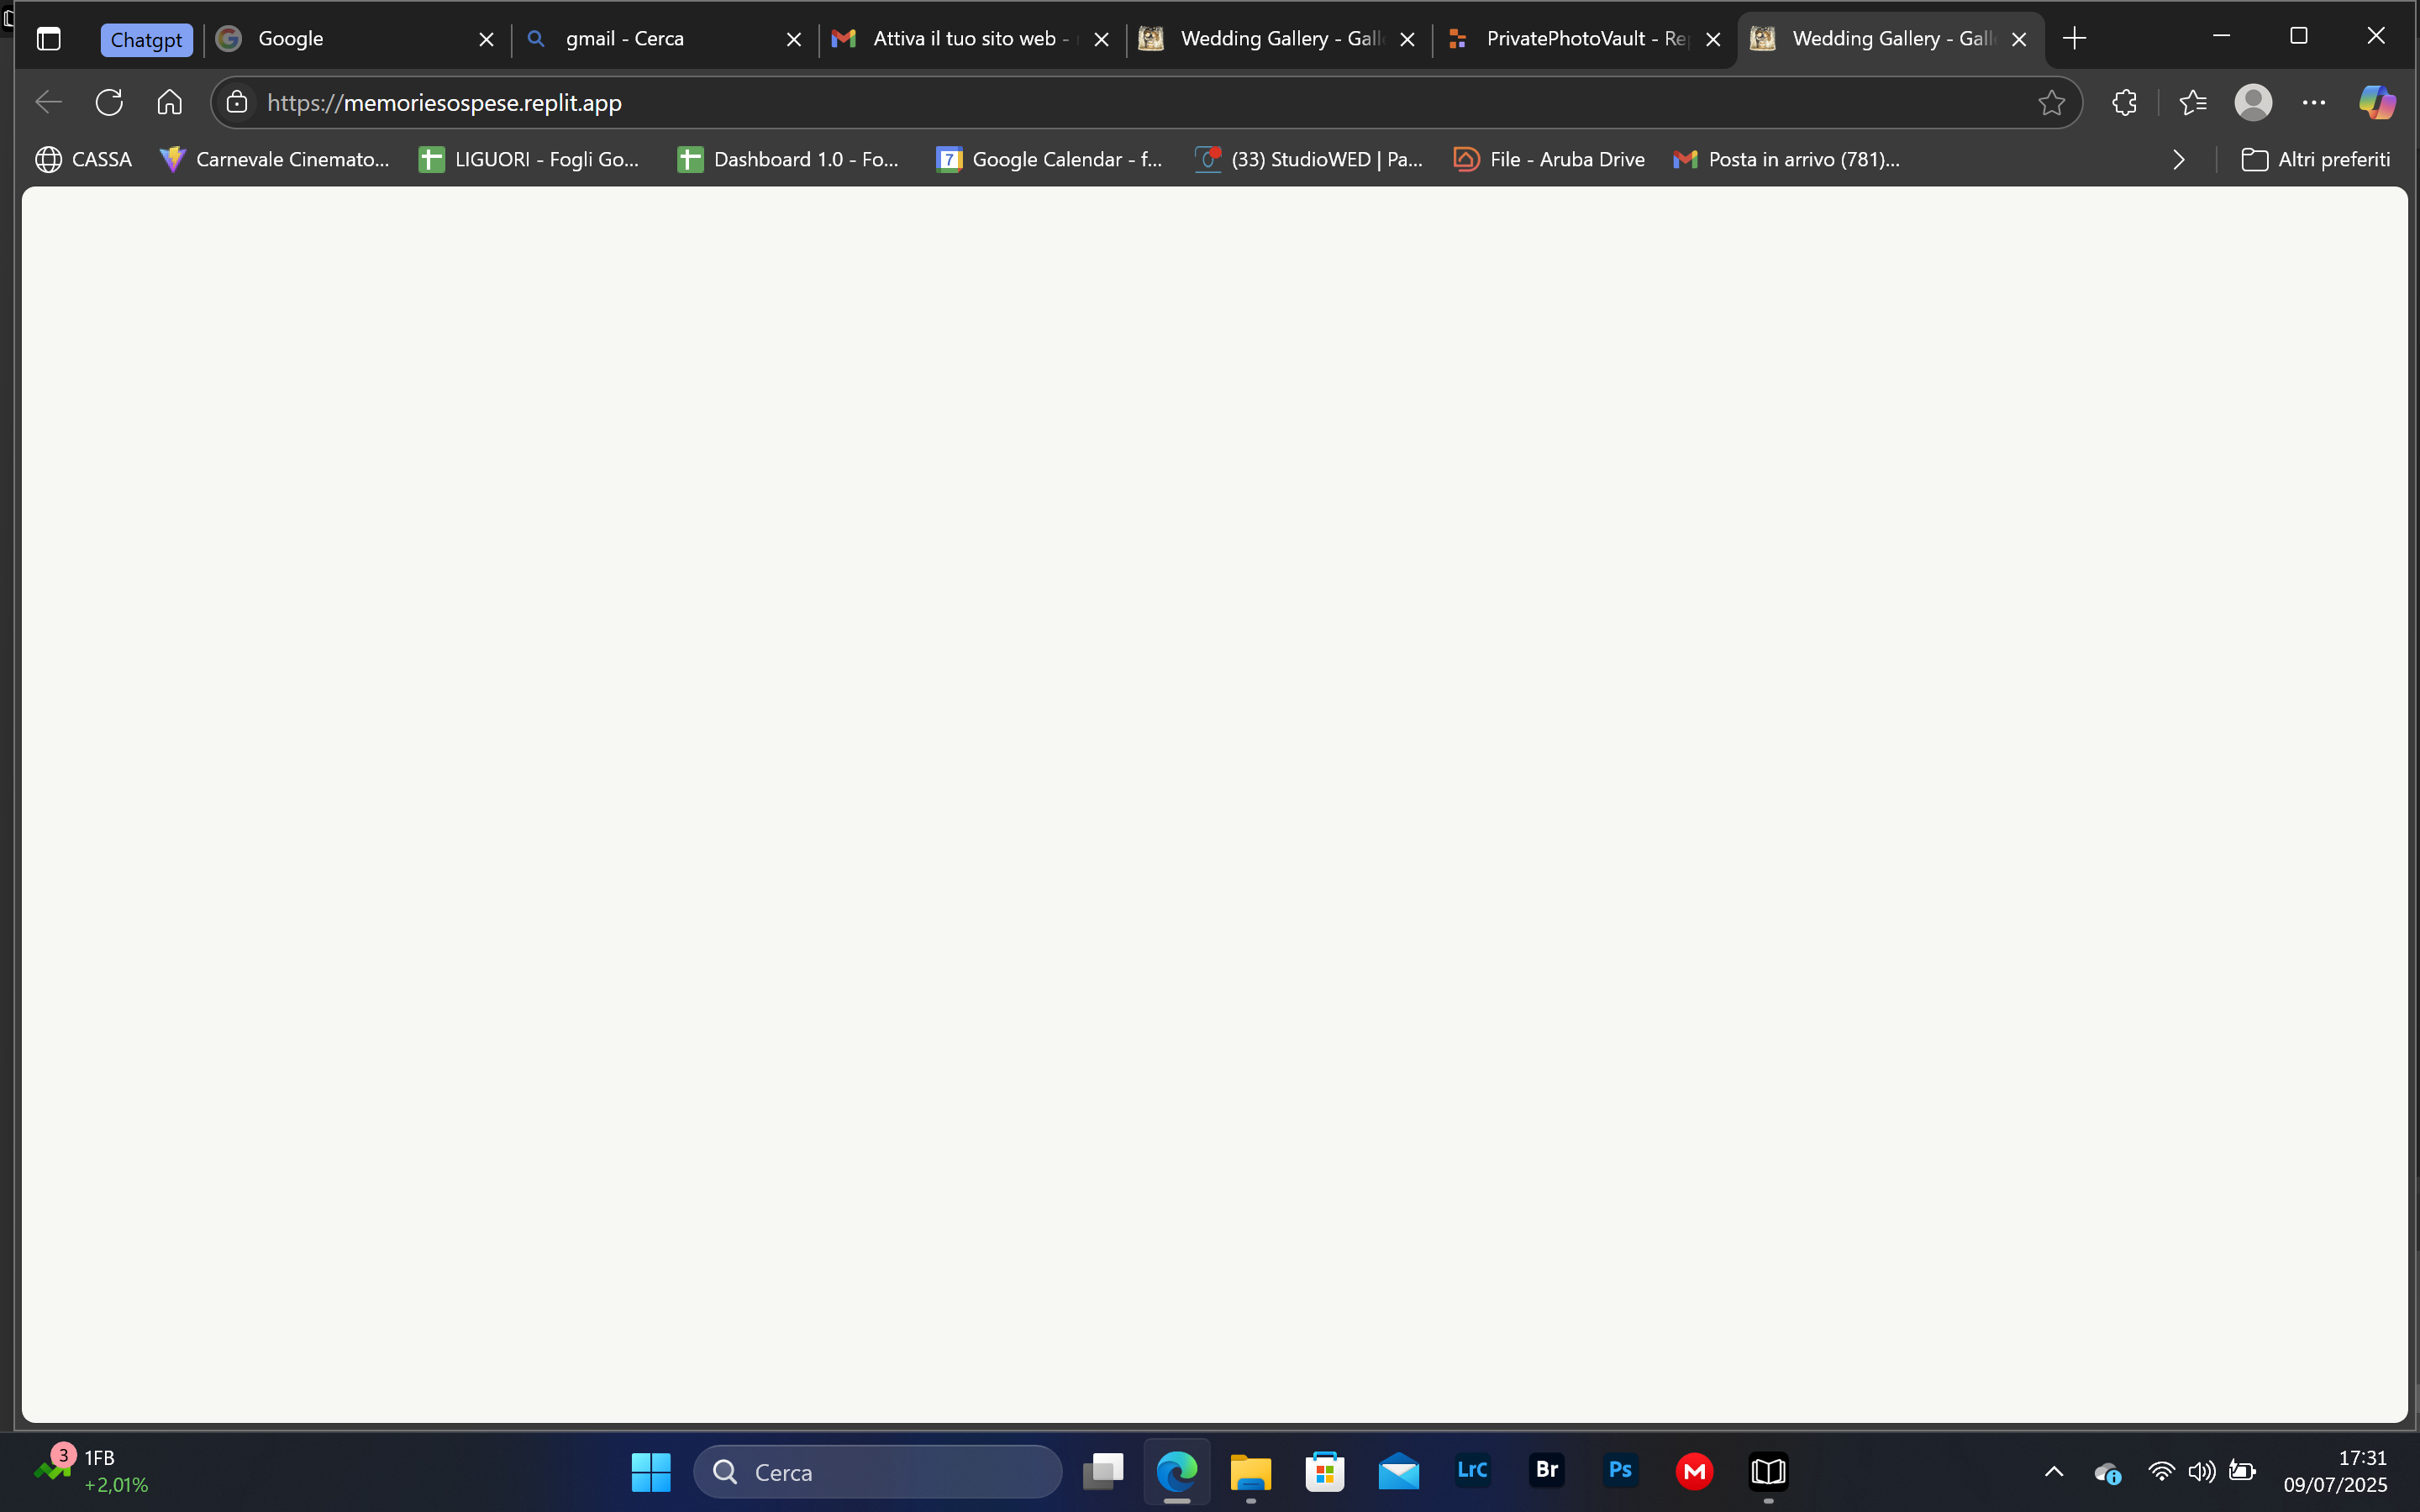 Chatgpt
Google
gmail - Cerca
Attiva il tuo sito web -
Wedding Gallery - Gall
PrivatePhotoVault - Re
Wedding Gallery - Gall
https://memoriesospese.replit.app
CASSA
Carnevale Cinemato...
LIGUORI - Fogli Go...
Dashboard 1.0 - Fo...
7
Google Calendar - f...
(33) StudioWED | Pa...
File - Aruba Drive
Posta in arrivo (781)...
Altri preferiti
3
1FB
+2,01%
Cerca
LrC
Br
Ps
M
17:31
09/07/2025